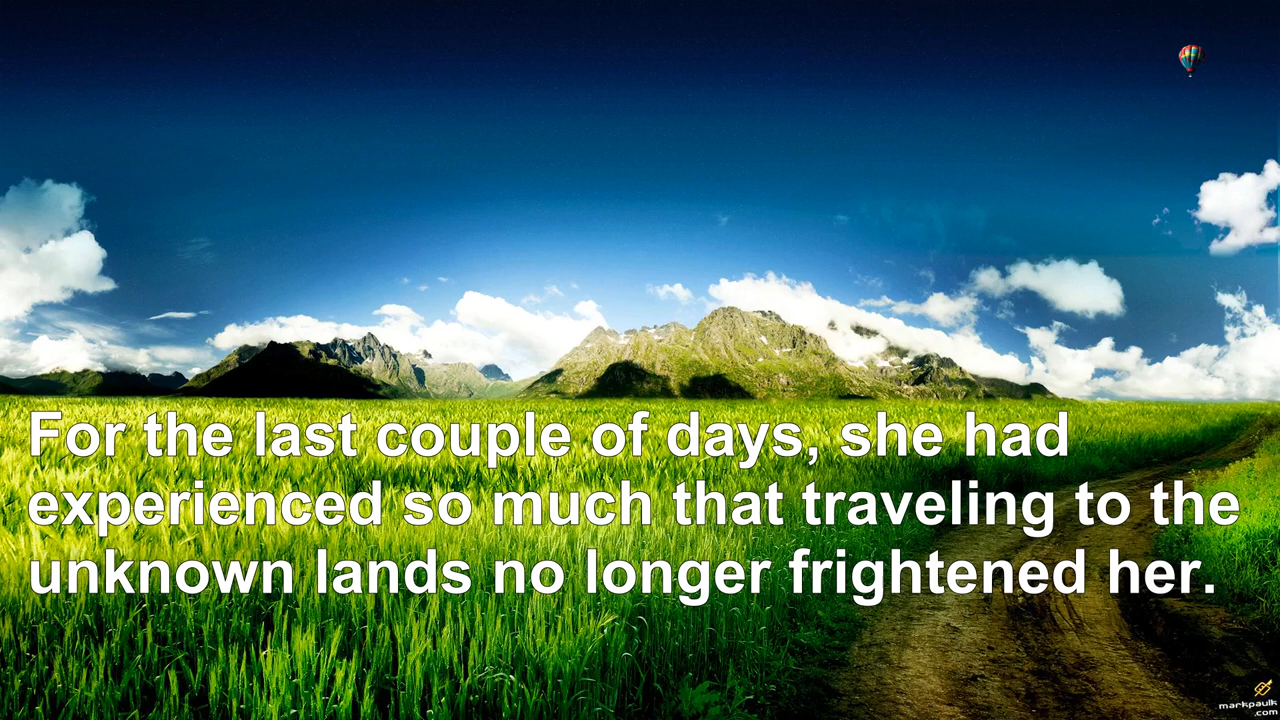 For the last couple of days, she had
experienced so much that traveling to the
unknown lands no longer frightened her.
markpaulk
.com